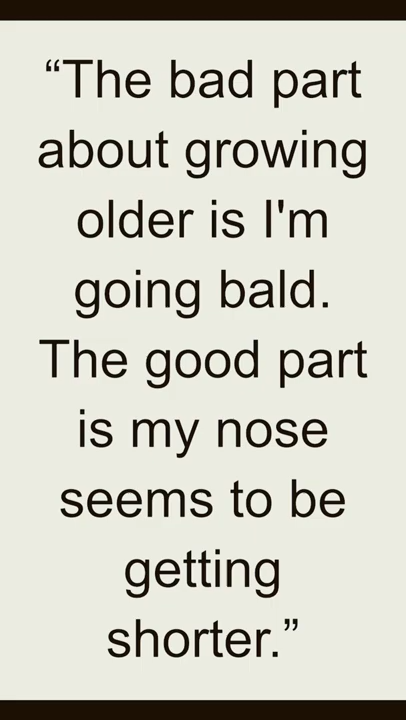 “The bad part
about growing
older is I'm
going bald.
The good part
is my nose
seems to be
getting
shorter.”